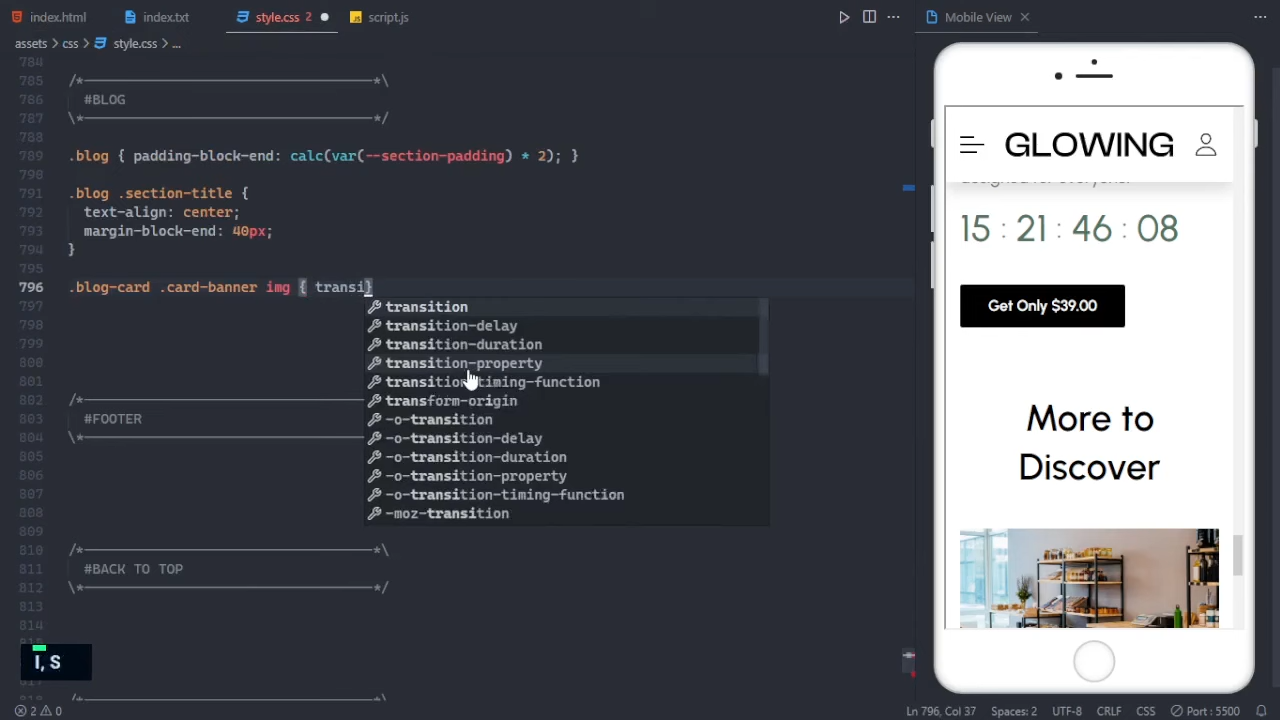 index.html
index.txt
style.css 2
script.js
Mobile View
assets > css > style.css > ...
784
785 /*
*\
786 #BLOG
787 \*
*/
788
789 .blog { padding-block-end: calc(var(--section-padding) * 2); }
790
791 .blog .section-title {
792 text-align: center;
793 margin-block-end: 40px;
794 }
795
796 .blog-card .card-banner img { transi}
797
798
799
800
801
802 /*
803 #FOOTER
804 \*
805
806
807
808
809
810 /*
*\
811 #BACK TO TOP
812 \*
*/
813
814
transition
transition-delay
transition-duration
transition-property
transition-timing-function
transform-origin
-o-transition
-o-transition-delay
-o-transition-duration
-o-transition-property
-o-transition-timing-function
-moz-transition
I, S
2
0
Ln 796, Col 37
Spaces: 2
UTF-8
CRLF
CSS
Port : 5500
GLOWING
15 : 21 : 46 : 08
Get Only $39.00
More to
Discover